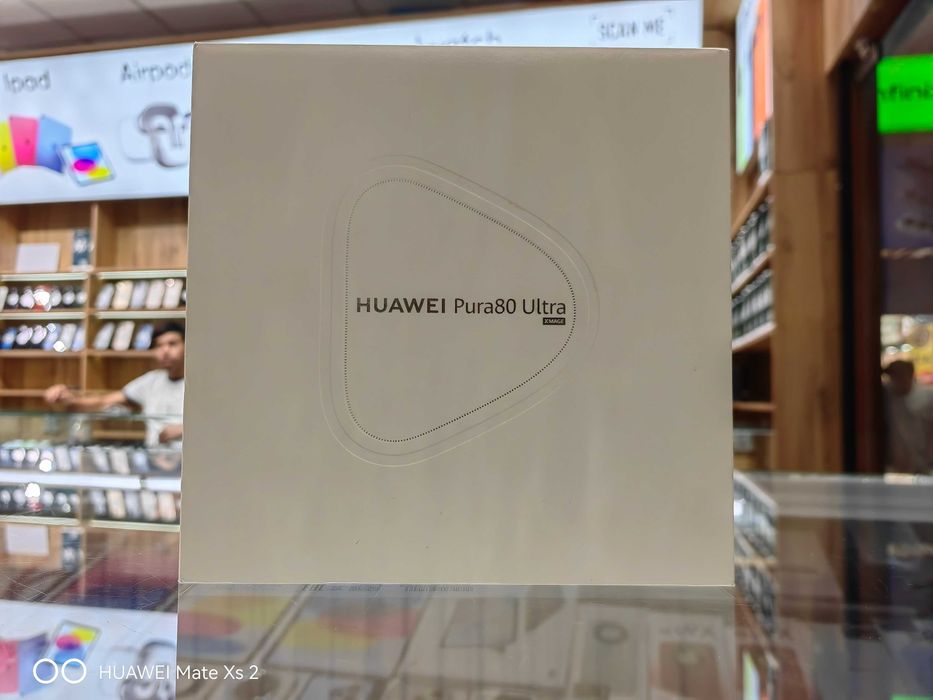 SCAN ME
Ipod
Airpod
HUAWEI Pura80 Ultra
XMAGE
HUAWEI Mate Xs 2